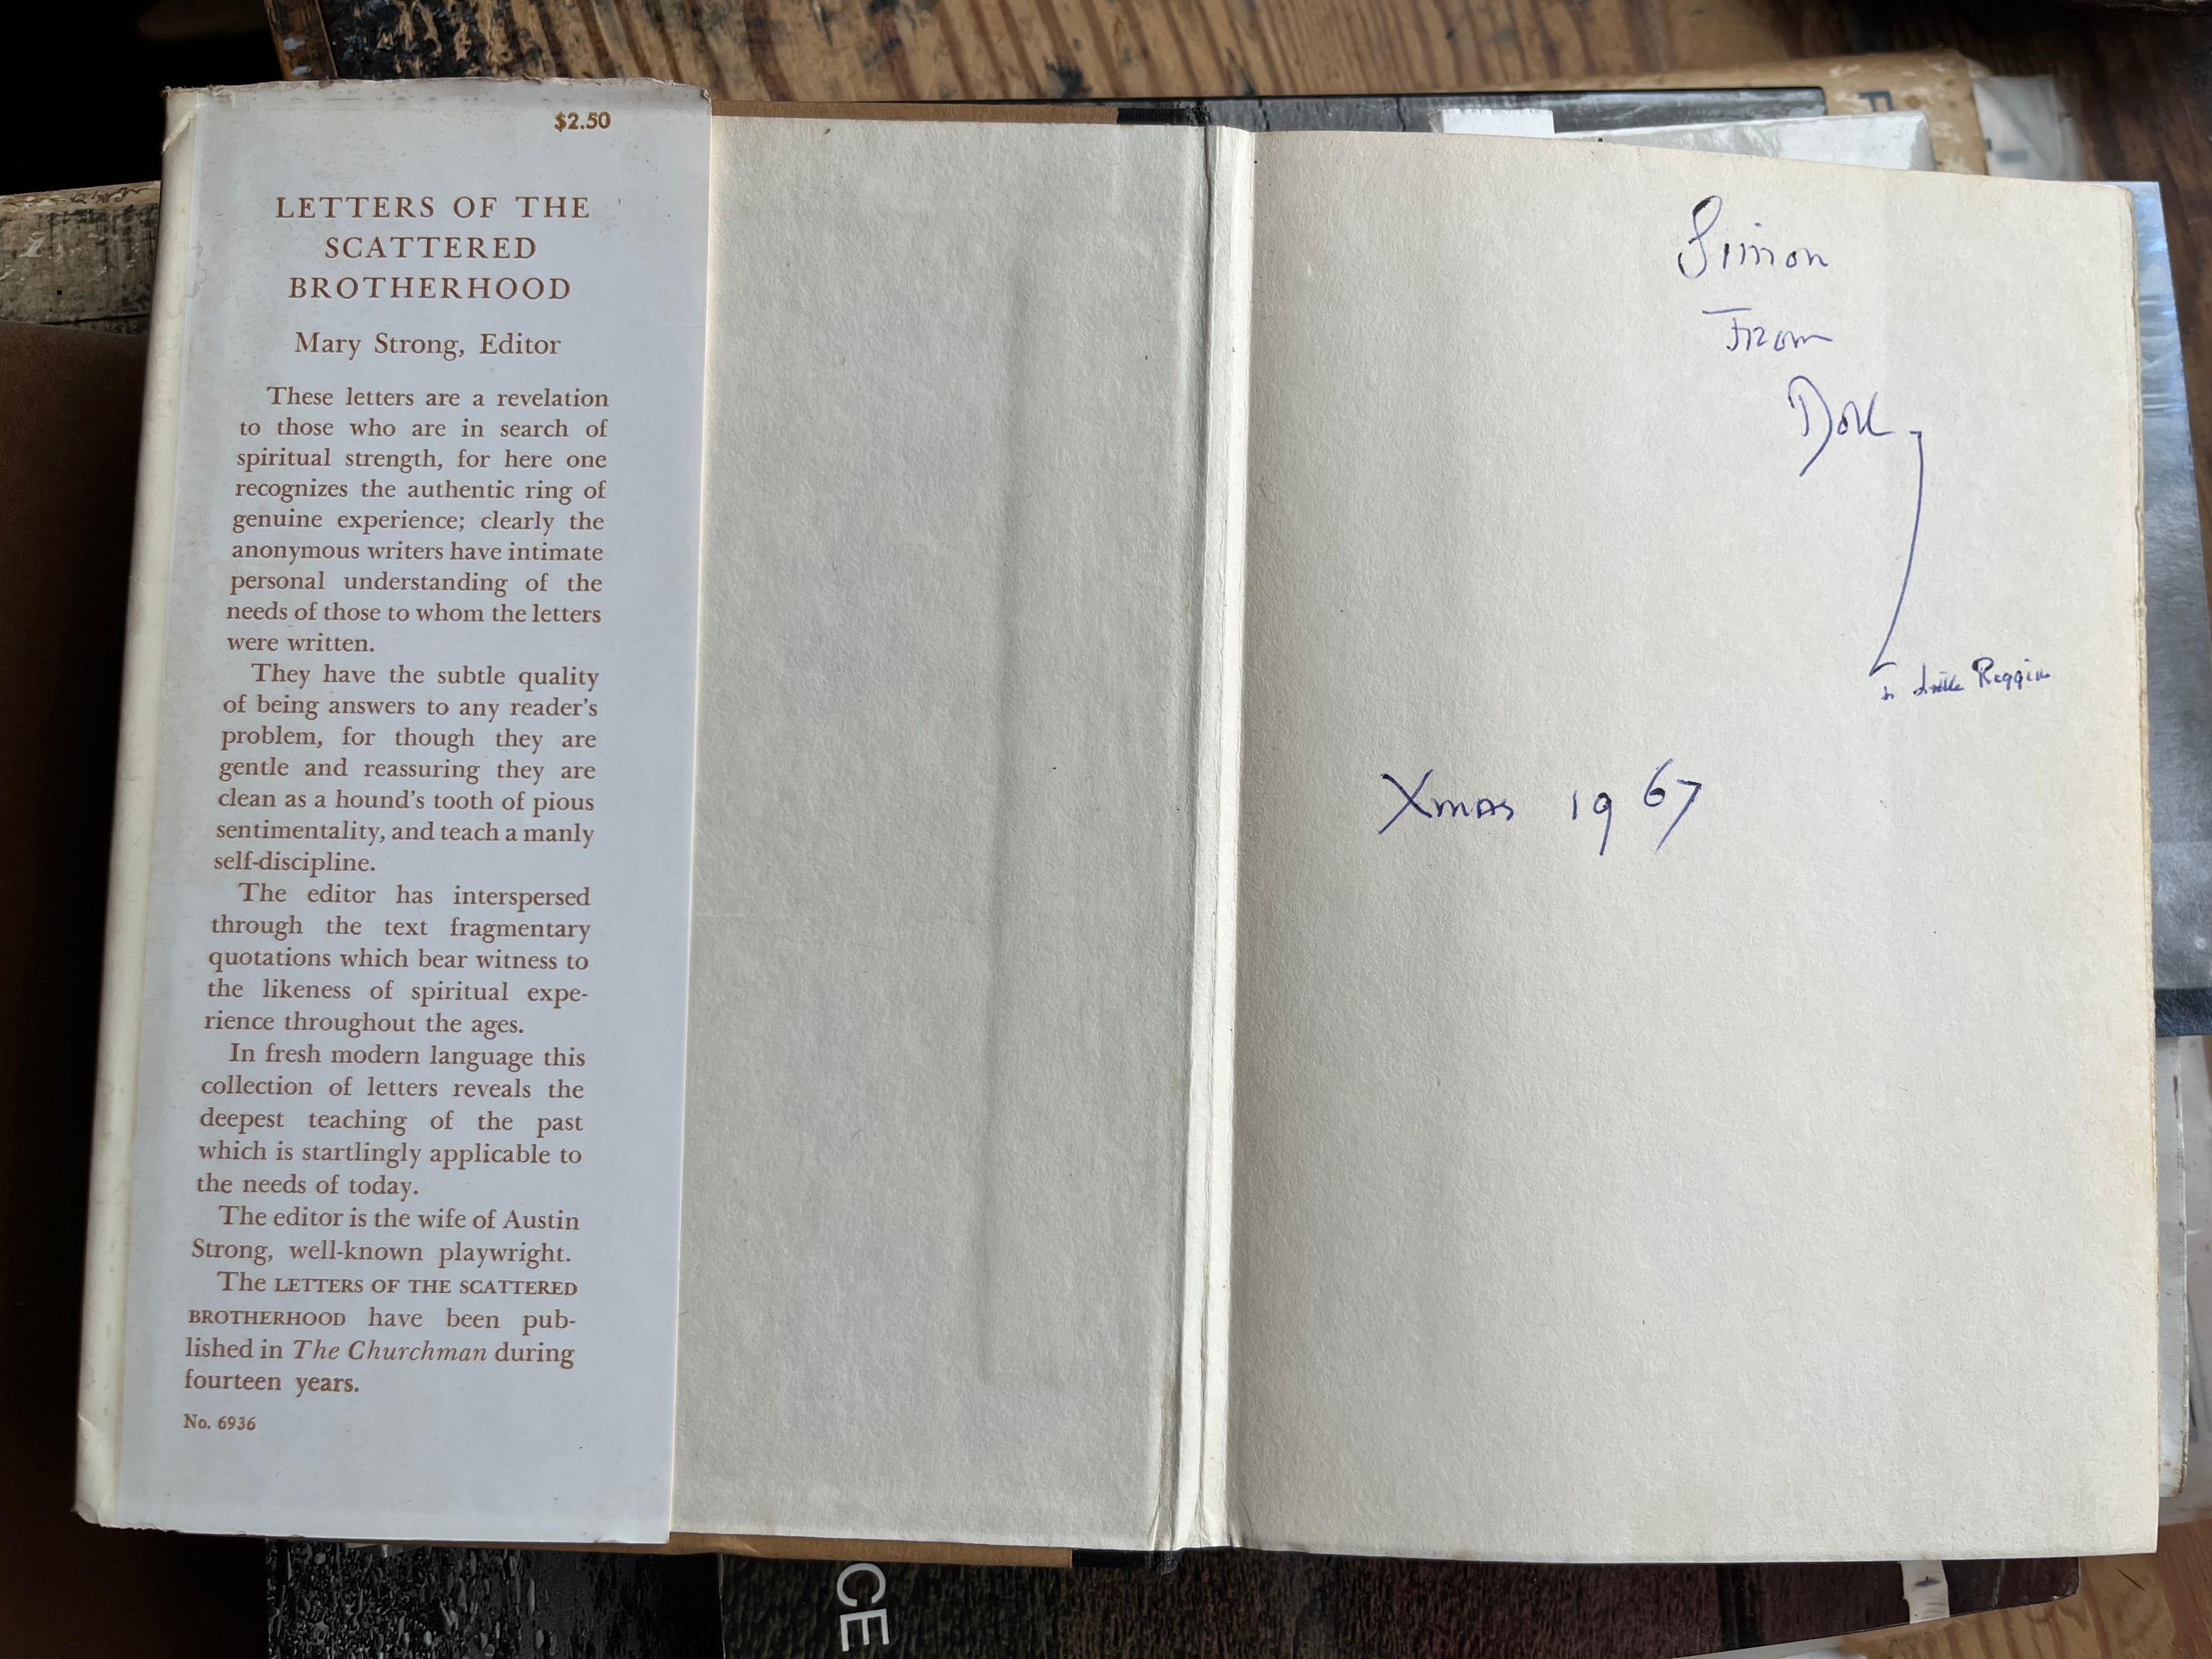 $2.50
LETTERS OF THE
SCATTERED
BROTHERHOOD
Mary Strong, Editor
These letters are a revelation
to those who are in search of
spiritual strength, for here one
recognizes the authentic ring of
genuine experience; clearly the
anonymous writers have intimate
personal understanding of the
needs of those to whom the letters
were written.
They have the subtle quality
of being answers to any reader's
problem, for though they are
gentle and reassuring they are
clean as a hound's tooth of pious
sentimentality, and teach a manly
self-discipline.
The editor has interspersed
through the text fragmentary
quotations which bear witness to
the likeness of spiritual expe-
rience throughout the ages.
In fresh modern language this
collection of letters reveals the
deepest teaching of the past
which is startlingly applicable to
the needs of today.
The editor is the wife of Austin
Strong, well-known playwright.
The LETTERS OF THE SCATTERED
BROTHERHOOD have been pub-
lished in The Churchman during
fourteen years.
No. 6936
Simon
From
Xmas 1967
CE